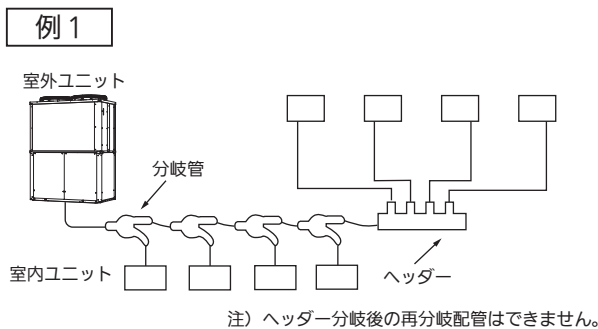 例1
室外ユニット
分岐管
室内ユニット
ヘッダー
注）ヘッダー分岐後の再分岐配管はできません。